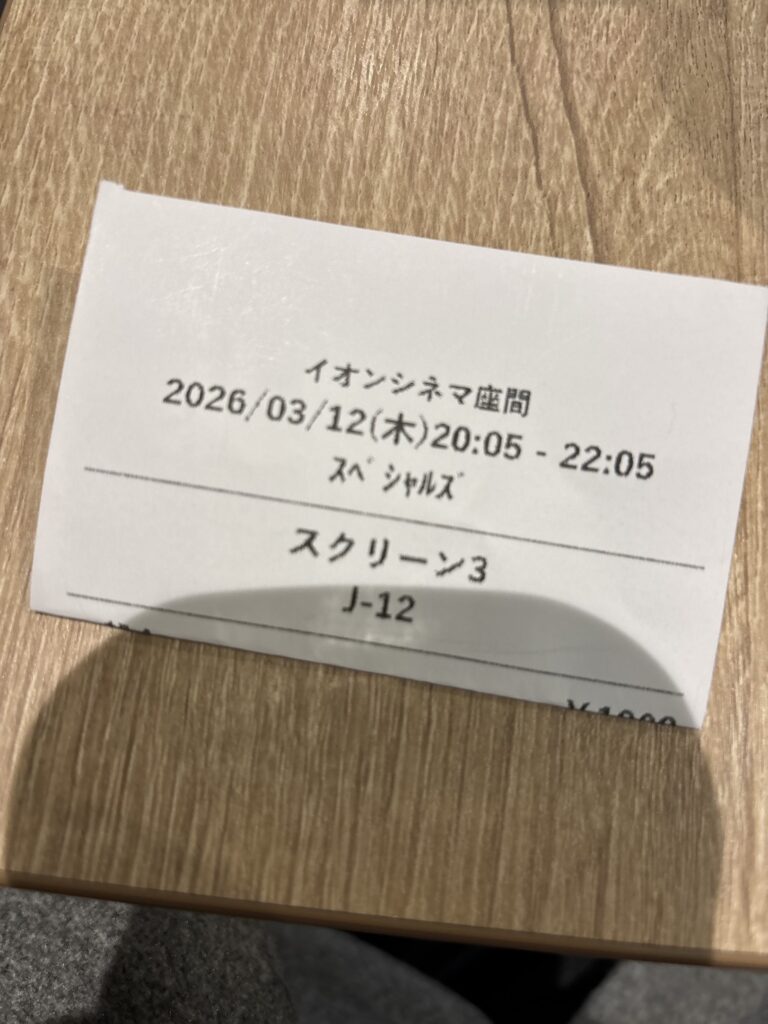 イオンシネマ座間
2026/03/12(木)20:05 - 22:05
スペシャルズ
スクリーン3
J-12